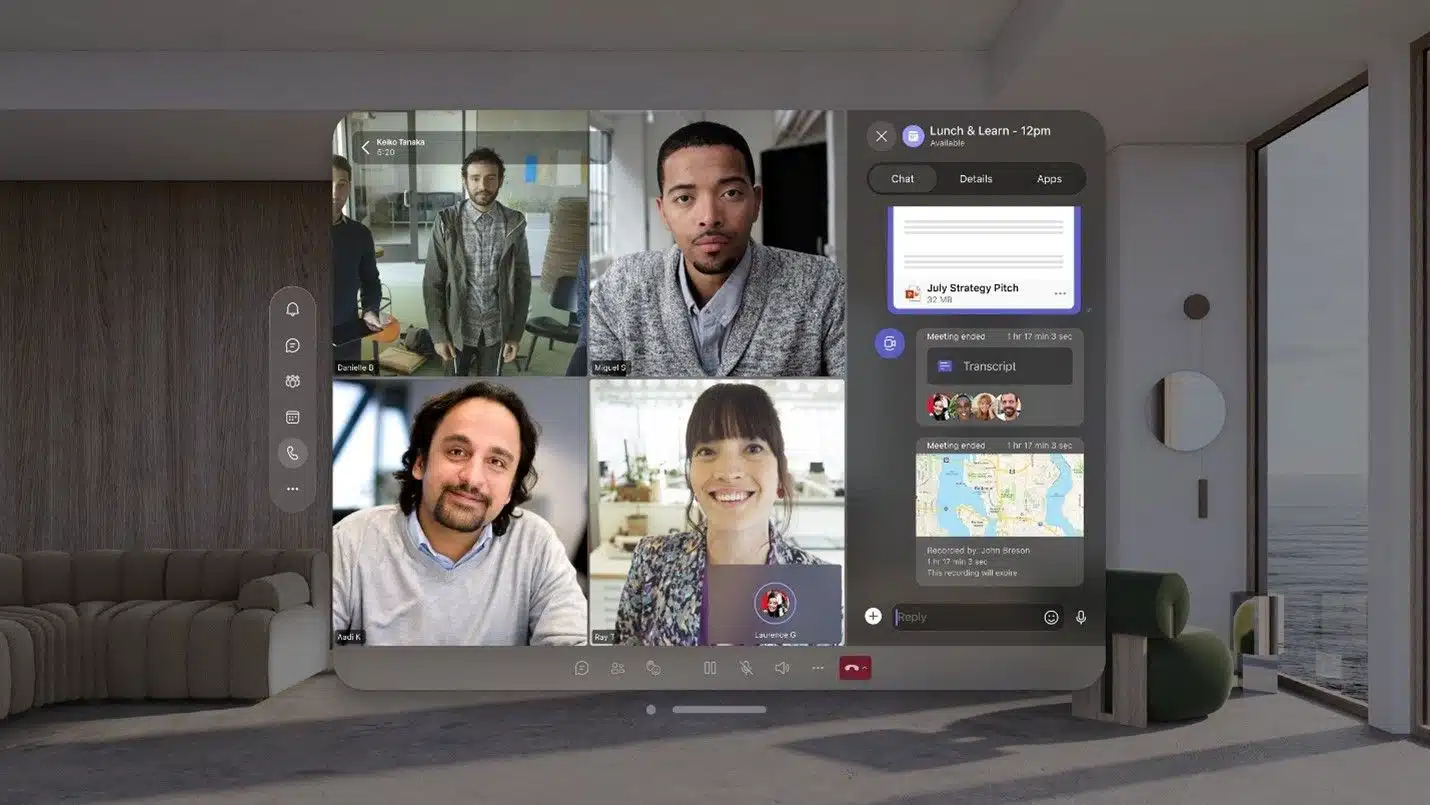 Keiko Tanaka
5:20
Danielle B
Miguel S
Aadi K
Ray T
Laurence G
Lunch & Learn - 12pm
Available
Chat Details Apps
July Strategy Pitch
32 MB
Meeting ended 1 hr 17 min 3 sec
Transcript
Meeting ended 1 hr 17 min 3 sec
Recorded by: John Breson
1 hr 17 min 3 sec
This recording will expire
Reply